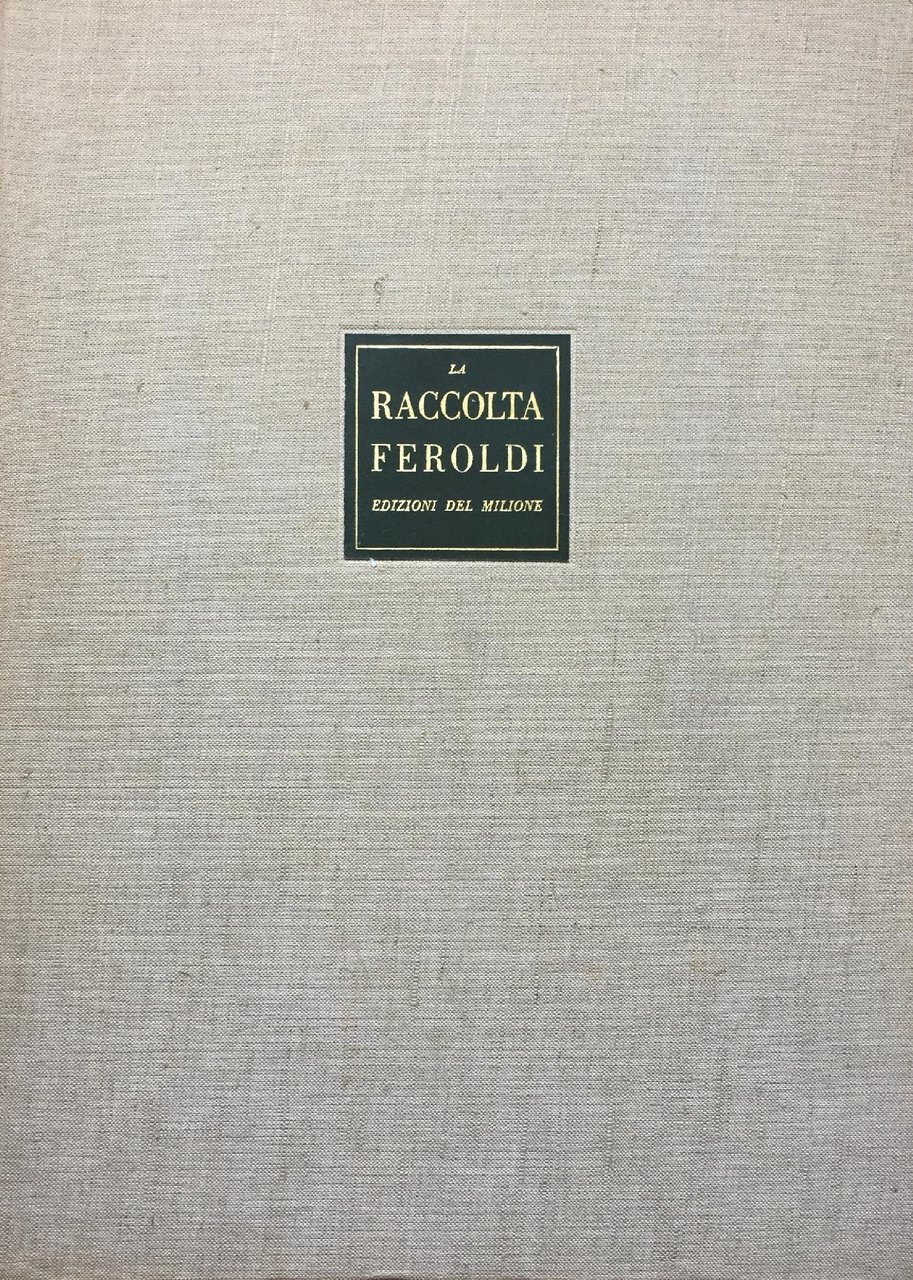 LA
RACCOLTA
FEROLDI
EDIZIONI DEL MILIONE